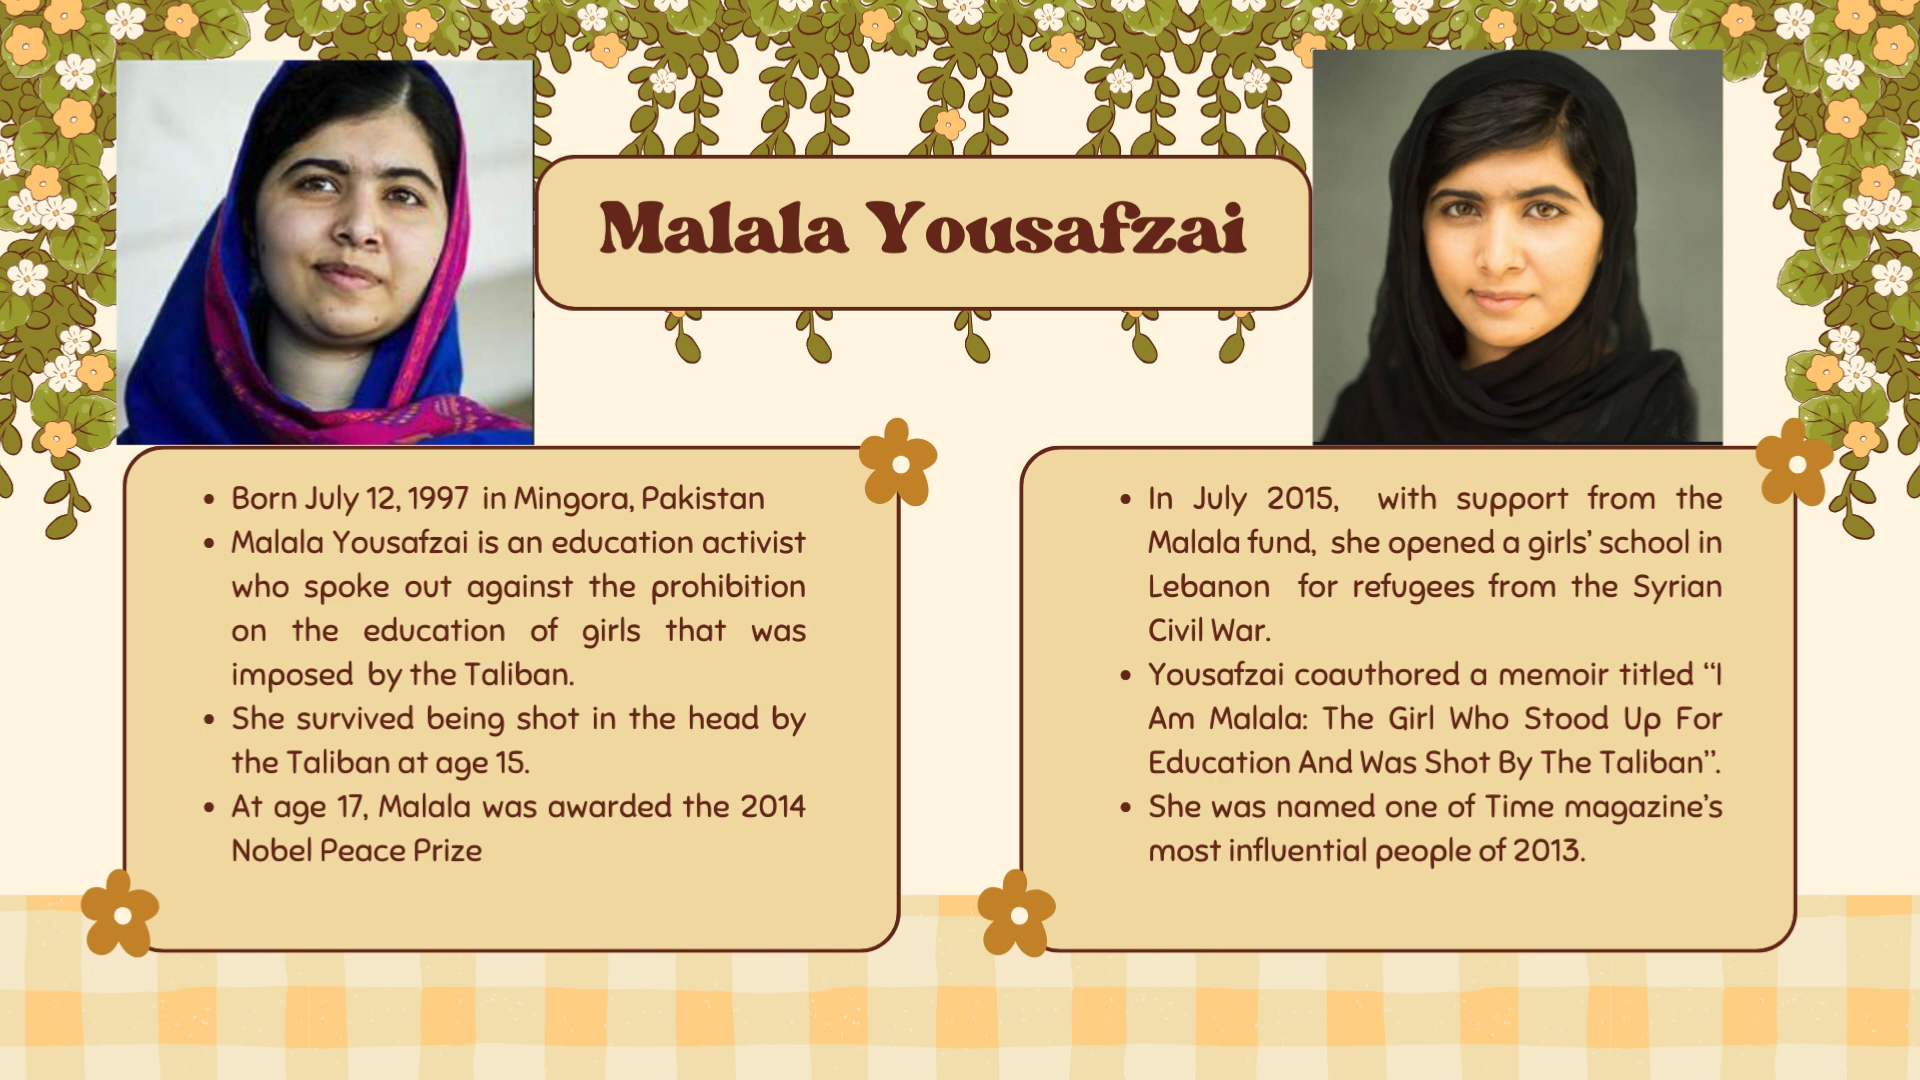 Malala Yousafzai
• Born July 12, 1997 in Mingora, Pakistan
• Malala Yousafzai is an education activist
who spoke out against the prohibition
on the education of girls that was
imposed by the Taliban.
• She survived being shot in the head by
the Taliban at age 15.
• At age 17, Malala was awarded the 2014
Nobel Peace Prize
• In July 2015, with support from the
Malala fund, she opened a girls’ school in
Lebanon for refugees from the Syrian
Civil War.
• Yousafzai coauthored a memoir titled “I
Am Malala: The Girl Who Stood Up For
Education And Was Shot By The Taliban”.
• She was named one of Time magazine’s
most influential people of 2013.